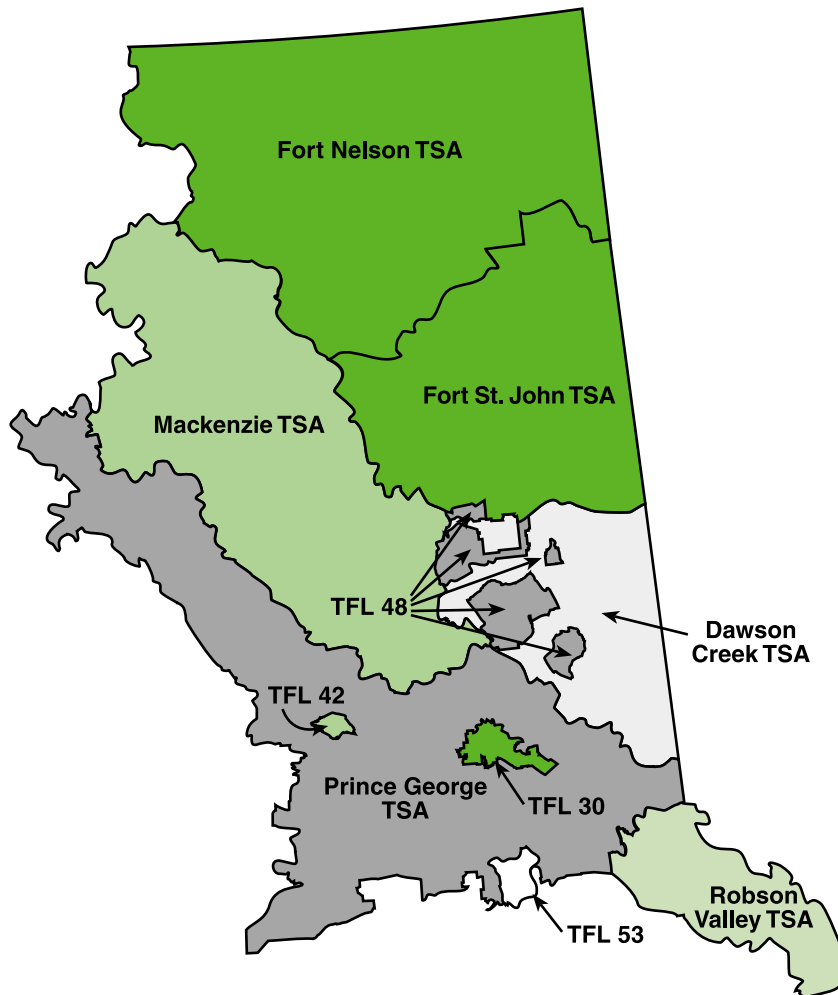 Fort Nelson TSA
Fort St. John TSA
Mackenzie TSA
TFL 48
Dawson
Creek TSA
TFL 42
Prince George
TSA
TFL 30
Robson
Valley TSA
TFL 53